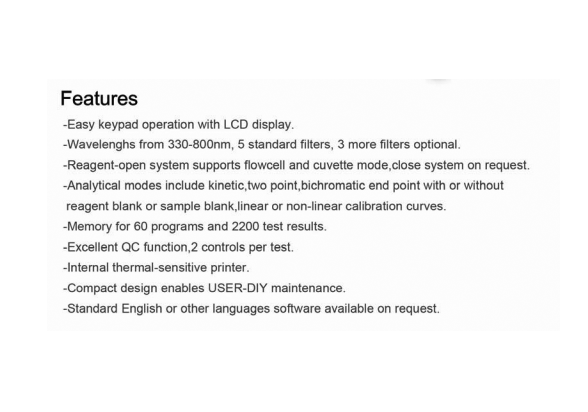 Features
-Easy keypad operation with LCD display.
-Wavelenghs from 330-800nm, 5 standard filters, 3 more filters optional.
-Reagent-open system supports flowcell and cuvette mode,close system on request.
-Analytical modes include kinetic,two point,bichromatic end point with or without
reagent blank or sample blank,linear or non-linear calibration curves.
-Memory for 60 programs and 2200 test results.
-Excellent QC function,2 controls per test.
-Internal thermal-sensitive printer.
-Compact design enables USER-DIY maintenance.
-Standard English or other languages software available on request.